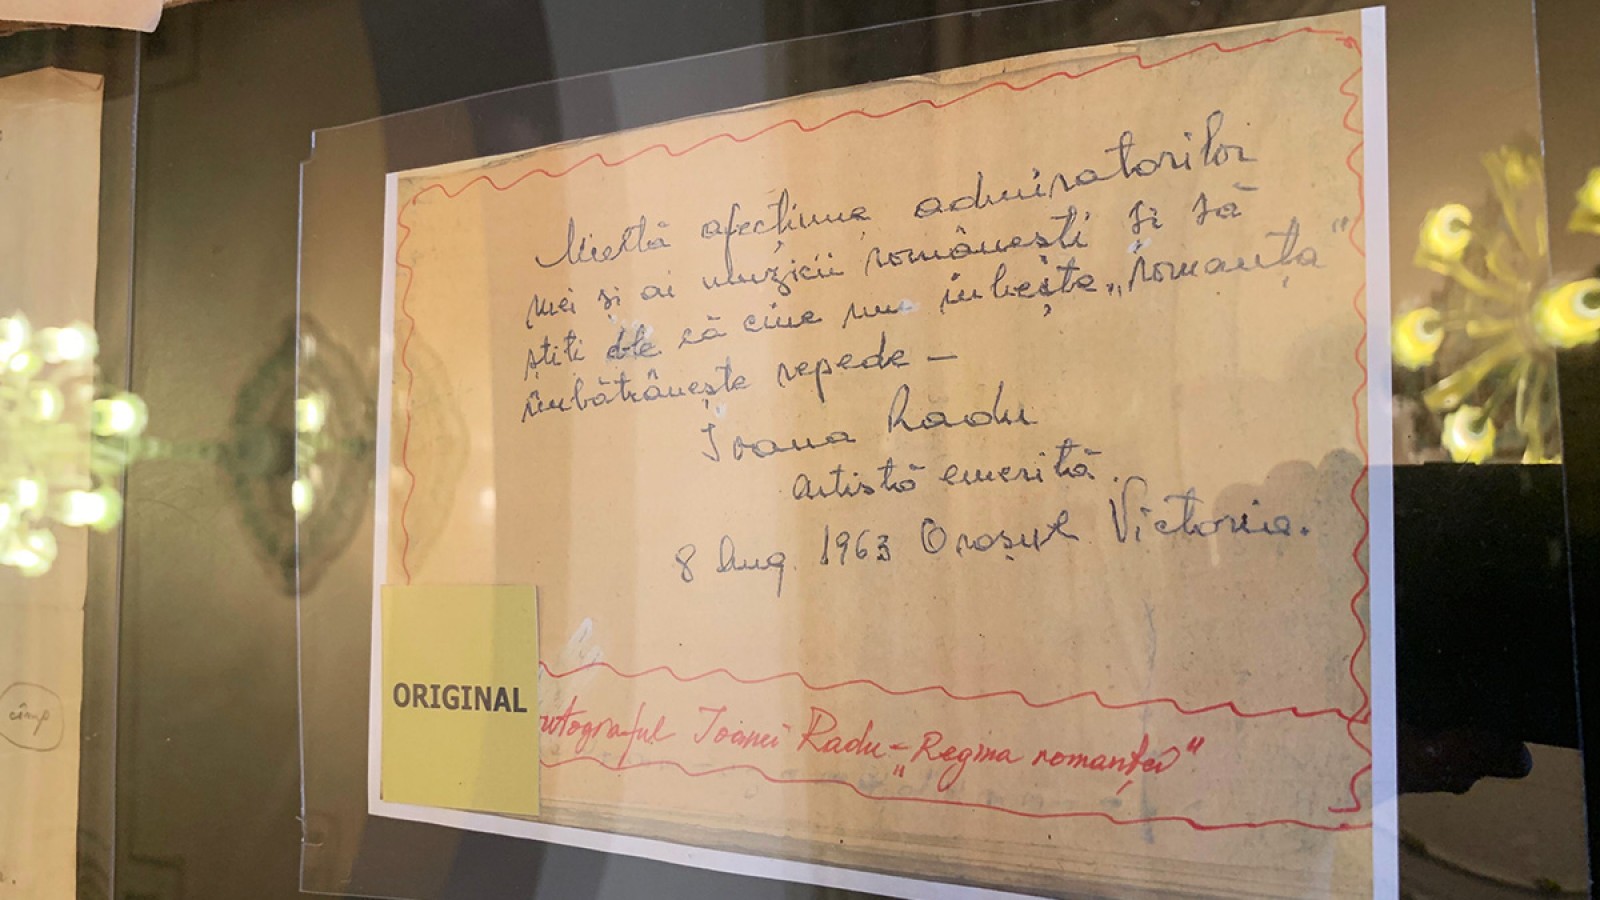 Multă afecțiune admiratorilor
mei și ai muzicii românești și să
știți că cine nu iubește „romanța"
îmbătrânește repede —
Ioana Radu
Artistă emerită.
8 Aug. 1963 Orașul Victoria.
ORIGINAL
utograful Ioanei Radu - „Regina romanței"
cîmp